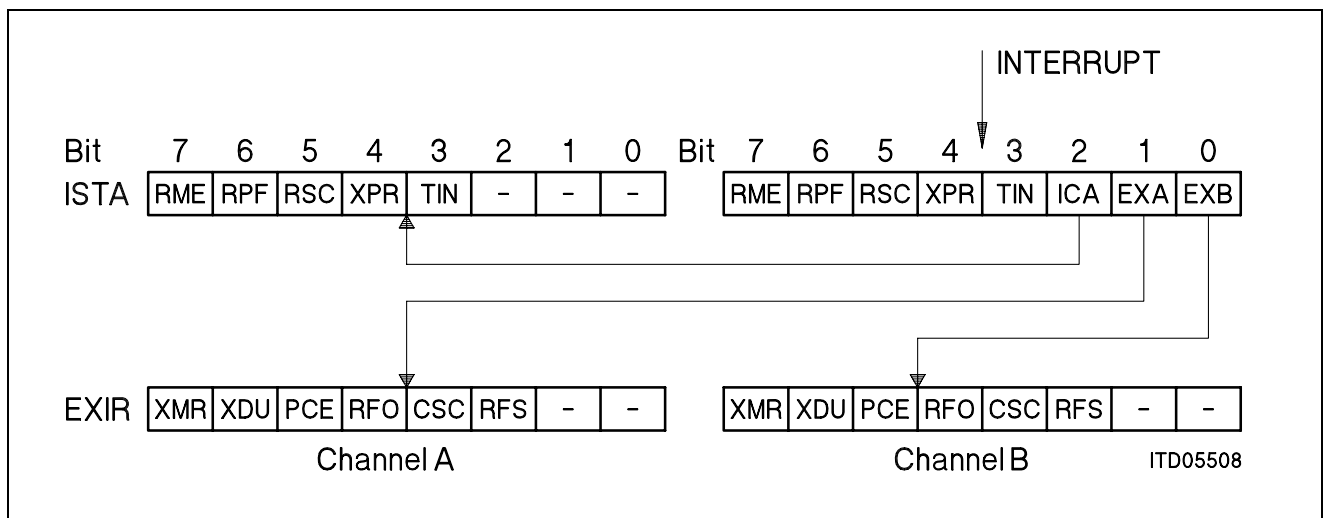 INTERRUPT
Bit 7 6 5 4 3 2 1 0 Bit 7 6 5 4 3 2 1 0
ISTA RME RPF RSC XPR TIN - - - RME RPF RSC XPR TIN ICA EXA EXB
EXIR XMR XDU PCE RFO CSC RFS - - XMR XDU PCE RFO CSC RFS - -
Channel A Channel B ITD05508